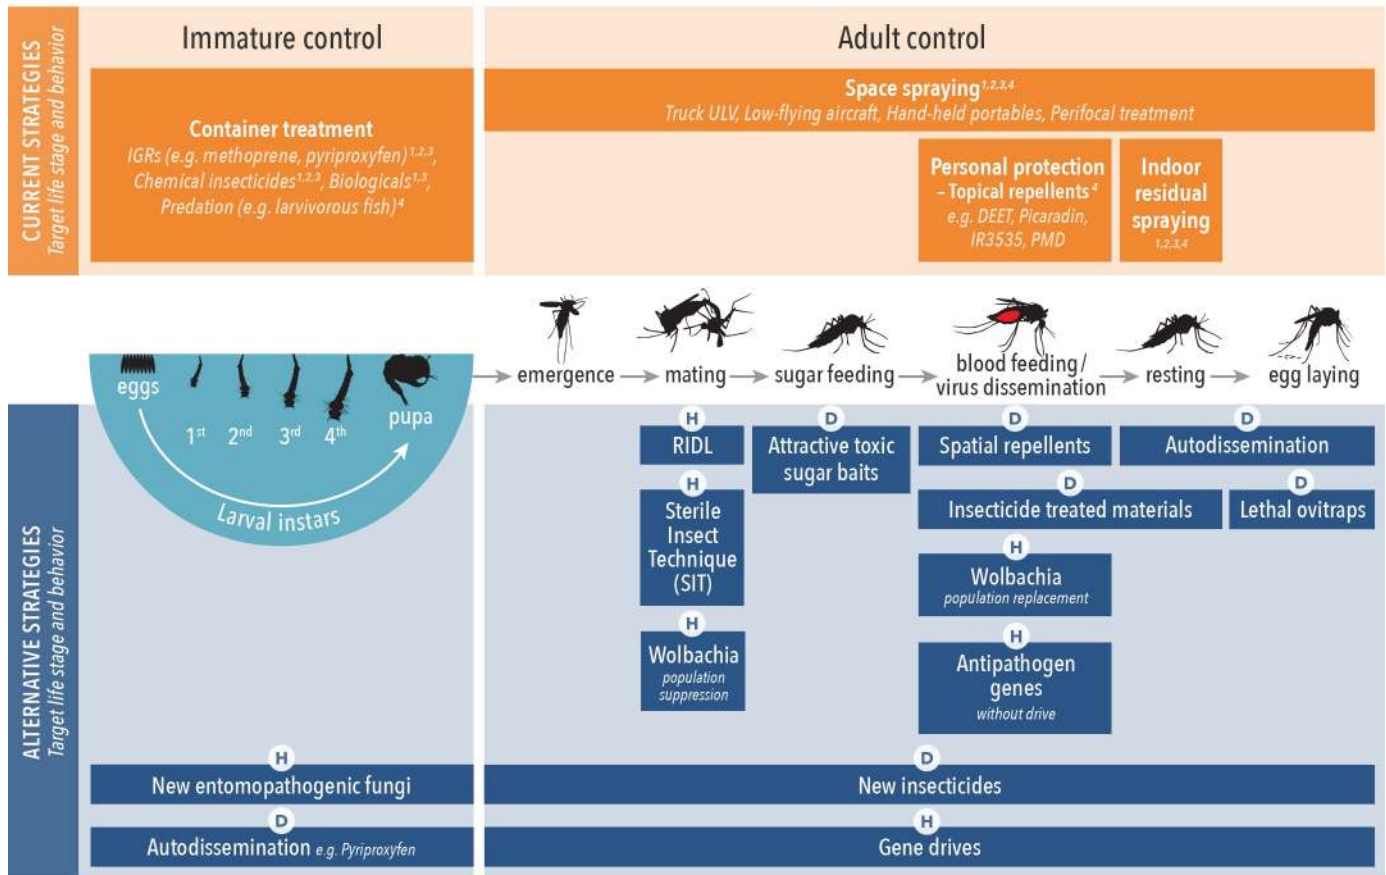 CURRENT STRATEGIES
Target life stage and behavior
Immature control
Adult control
Container treatment
IGRs (e.g. methoprene, pyriproxyfen)1,2,3,
Chemical insecticides1,2,3, Biologicals1,3,
Predation (e.g. larvivorous fish)4
Space spraying1,2,3,4
Truck ULV, Low-flying aircraft, Hand-held portables, Perifocal treatment
Personal protection
– Topical repellents4
e.g. DEET, Picaradin,
IR3535, PMD
Indoor
residual
spraying
1,2,3,4
eggs
1st
2nd
3rd
4th
pupa
Larval instars
emergence
mating
sugar feeding
blood feeding/
virus dissemination
resting
egg laying
ALTERNATIVE STRATEGIES
Target life stage and behavior
H
RIDL
D
Attractive toxic
sugar baits
D
Spatial repellents
D
Autodissemination
H
Sterile
Insect
Technique
(SIT)
D
Insecticide treated materials
D
Lethal ovitraps
H
Wolbachia
population replacement
H
Wolbachia
population
suppression
H
Antipathogen
genes
without drive
H
New entomopathogenic fungi
D
New insecticides
D
Autodissemination e.g. Pyriproxyfen
H
Gene drives